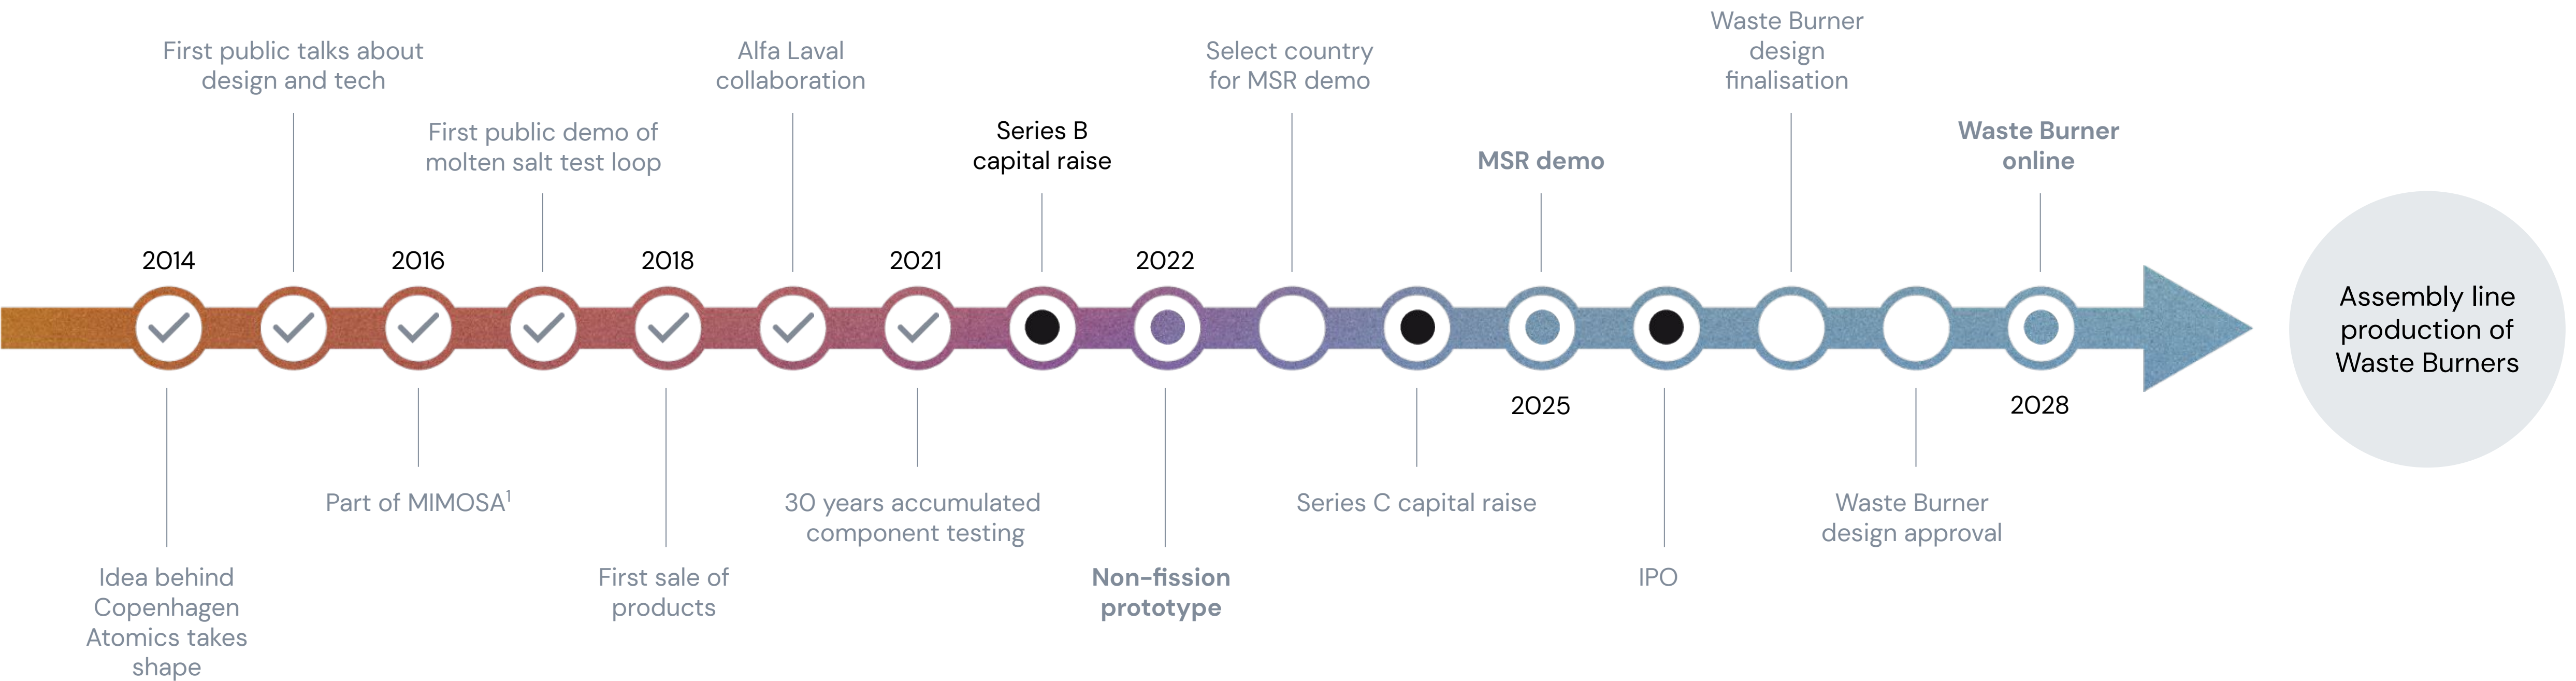 Waste Burner
design
finalisation
First public talks about
design and tech
Alfa Laval
collaboration
Select country
for MSR demo
First public demo of
molten salt test loop
Series B
capital raise
MSR demo
Waste Burner
online
2014
2016
2018
2021
2022
Assembly line
production of
Waste Burners
2025
2028
Part of MIMOSA¹
30 years accumulated
component testing
Series C capital raise
Waste Burner
design approval
Idea behind
Copenhagen
Atomics takes
shape
First sale of
products
Non-fission
prototype
IPO